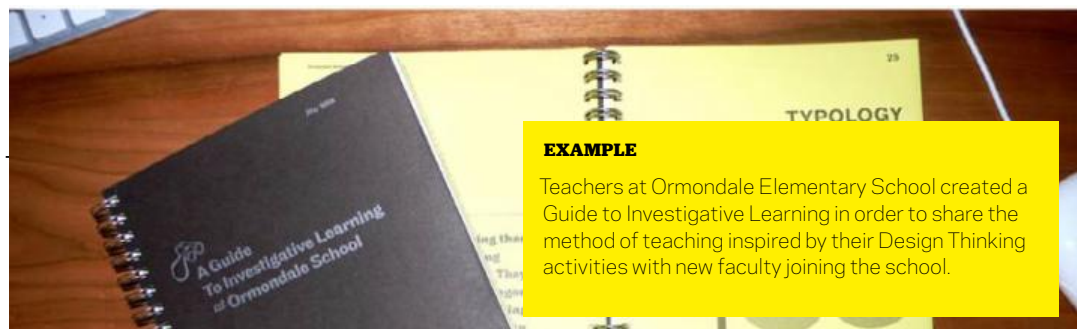 25
TYPOLOGY
A Guide
To Investigative Learning
at Ormondale School
EXAMPLE
Teachers at Ormondale Elementary School created a
Guide to Investigative Learning in order to share the
method of teaching inspired by their Design Thinking
activities with new faculty joining the school.
ing
They